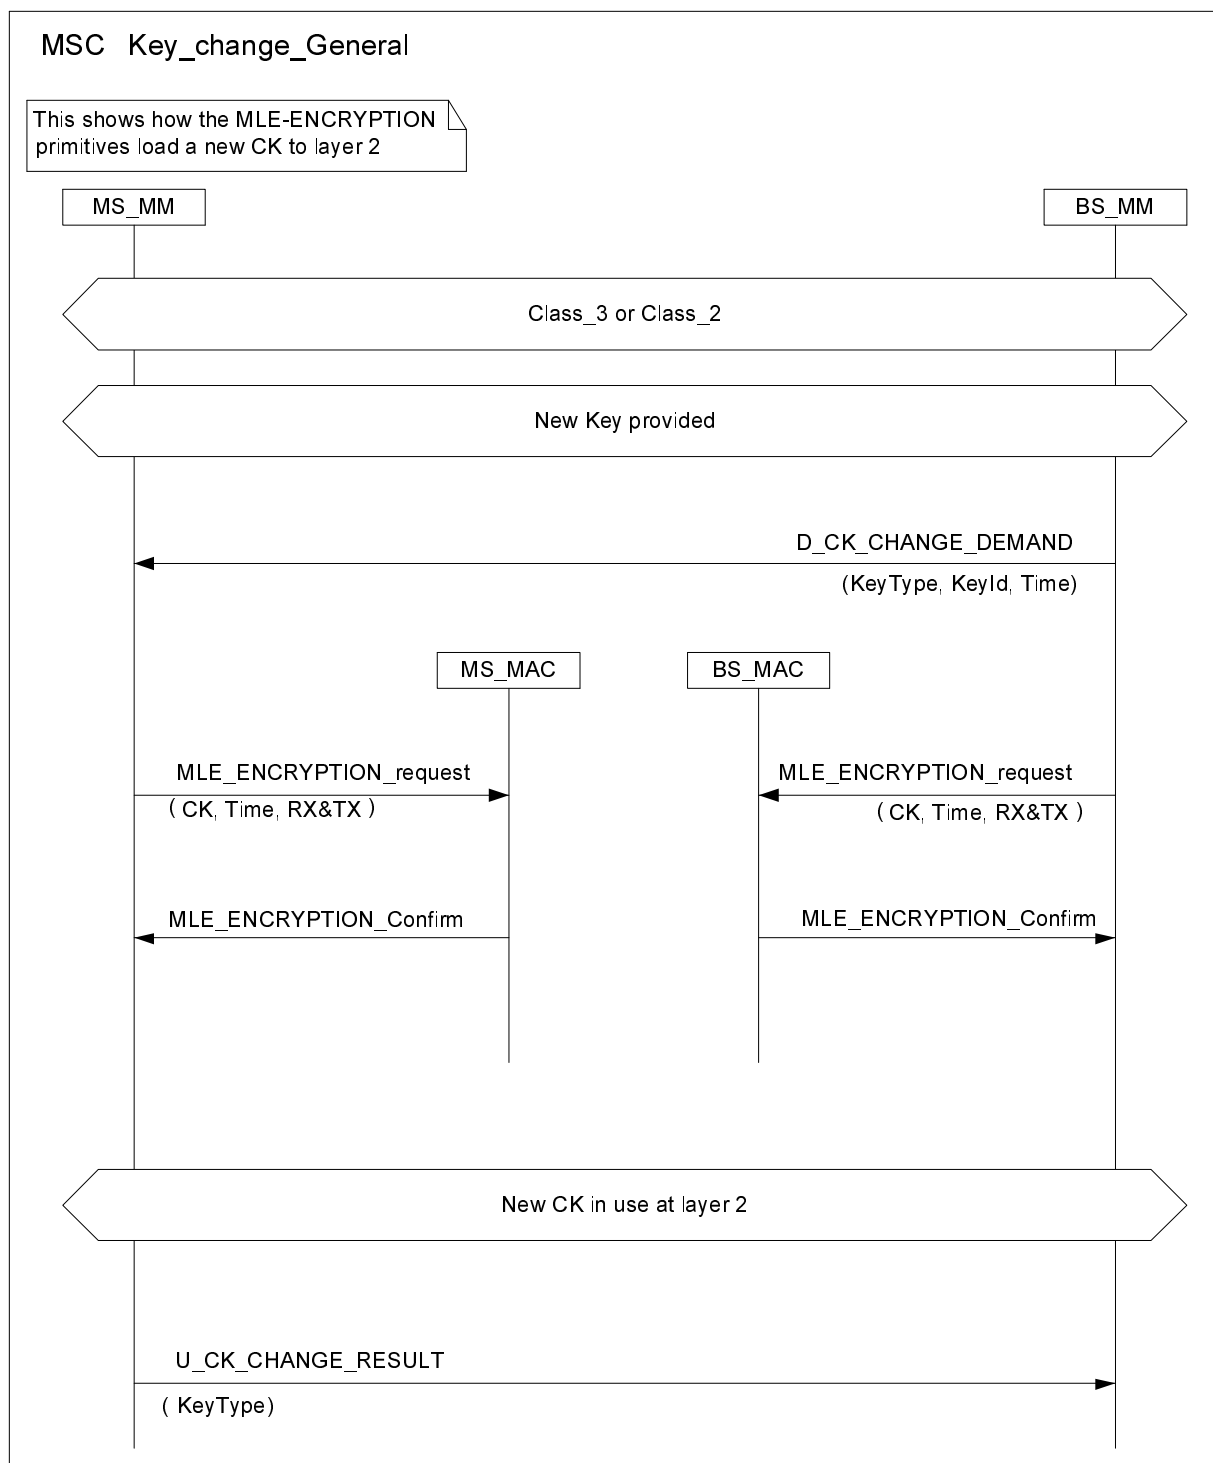 MSC Key_change_General
This shows how the MLE-ENCRYPTION
primitives load a new CK to layer 2
MS_MM
BS_MM
Class_3 or Class_2
New Key provided
D_CK_CHANGE_DEMAND
(KeyType, KeyId, Time)
MS_MAC
BS_MAC
MLE_ENCRYPTION_request
( CK, Time, RX&TX )
MLE_ENCRYPTION_request
( CK, Time, RX&TX )
MLE_ENCRYPTION_Confirm
MLE_ENCRYPTION_Confirm
New CK in use at layer 2
U_CK_CHANGE_RESULT
( KeyType)